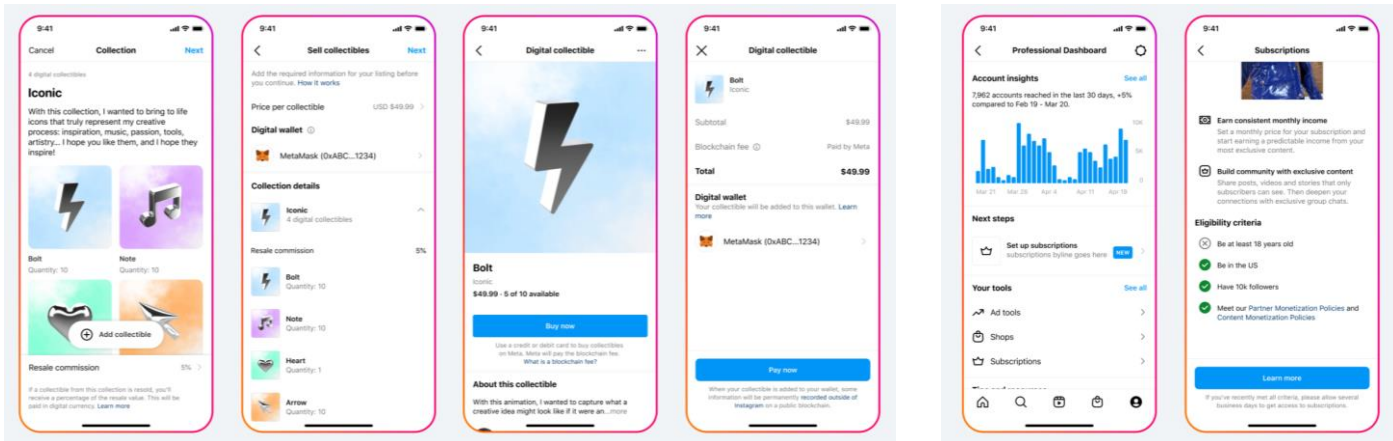 9:41
Cancel
Collection
Next
4 digital collectibles
Iconic
With this collection, I wanted to bring to life
icons that truly represent my creative
process: inspiration, music, passion, tools,
artistry... I hope you like them, and I hope they
inspire!
Bolt
Quantity: 10
Note
Quantity: 10
Add collectible
Resale commission
5%
If a collectible from this collection is resold, you'll
receive a percentage of the resale value. This will be
paid in digital currency. Learn more
9:41
Sell collectibles
Next
Add the required information for your listing before
you continue. How it works
Price per collectible
USD $49.99
Digital wallet
MetaMask (0xABC...1234)
Collection details
Iconic
4 digital collectibles
Resale commission
5%
Bolt
Quantity: 10
Note
Quantity: 10
Heart
Quantity: 1
Arrow
Quantity: 10
9:41
Digital collectible
Bolt
Iconic
$49.99 · 5 of 10 available
Buy now
Use a credit or debit card to buy collectibles
on Meta. Meta will pay the blockchain fee.
What is a blockchain fee?
About this collectible
With this animation, I wanted to capture what a
creative idea might look like if it were an...more
9:41
Digital collectible
Bolt
Iconic
Subtotal
$49.99
Blockchain fee
Paid by Meta
Total
$49.99
Digital wallet
Your collectible will be added to this wallet. Learn
more
MetaMask (0xABC...1234)
Pay now
When your collectible is added to your wallet, some
information will be permanently recorded outside of
Instagram on a public blockchain.
9:41
Professional Dashboard
Account insights
See all
7,962 accounts reached in the last 30 days, +5%
compared to Feb 19 - Mar 20.
10K
5K
0
Mar 21
Mar 28
Apr 4
Apr 11
Apr 18
Next steps
Set up subscriptions
subscriptions byline goes here
NEW
Your tools
See all
Ad tools
Shops
Subscriptions
9:41
Subscriptions
Earn consistent monthly income
Set a monthly price for your subscription and
start earning a predictable income from your
most exclusive content.
Build community with exclusive content
Share posts, videos and stories that only
subscribers can see. Then deepen your
connections with exclusive group chats.
Eligibility criteria
Be at least 18 years old
Be in the US
Have 10k followers
Meet our Partner Monetization Policies and
Content Monetization Policies
Learn more
If you've recently met all criteria, please allow several
business days to get access to subscriptions.